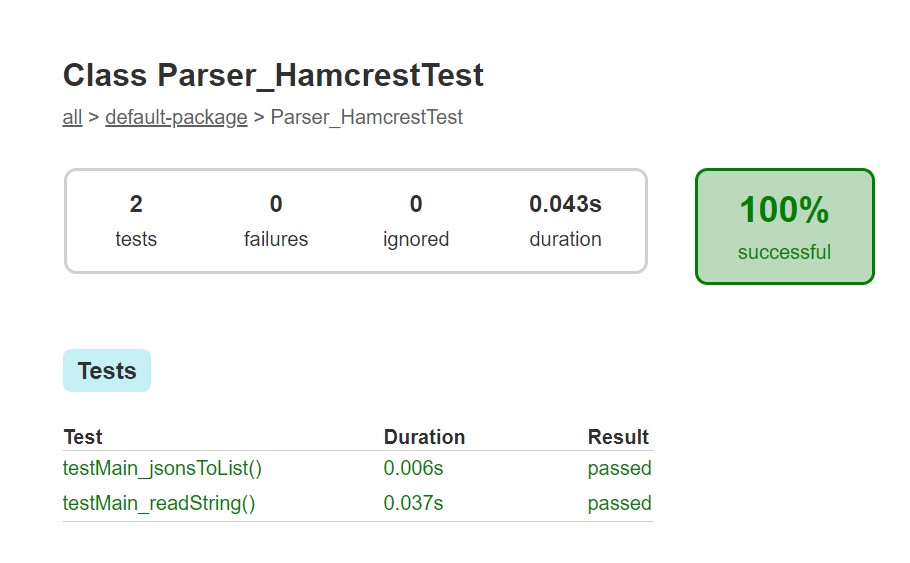 Class Parser_HamcrestTest
all > default-package > Parser_HamcrestTest
2 0 0 0.043s
tests failures ignored duration
100%
successful
Tests
Test Duration Result
testMain_jsonsToList() 0.006s passed
testMain_readString() 0.037s passed